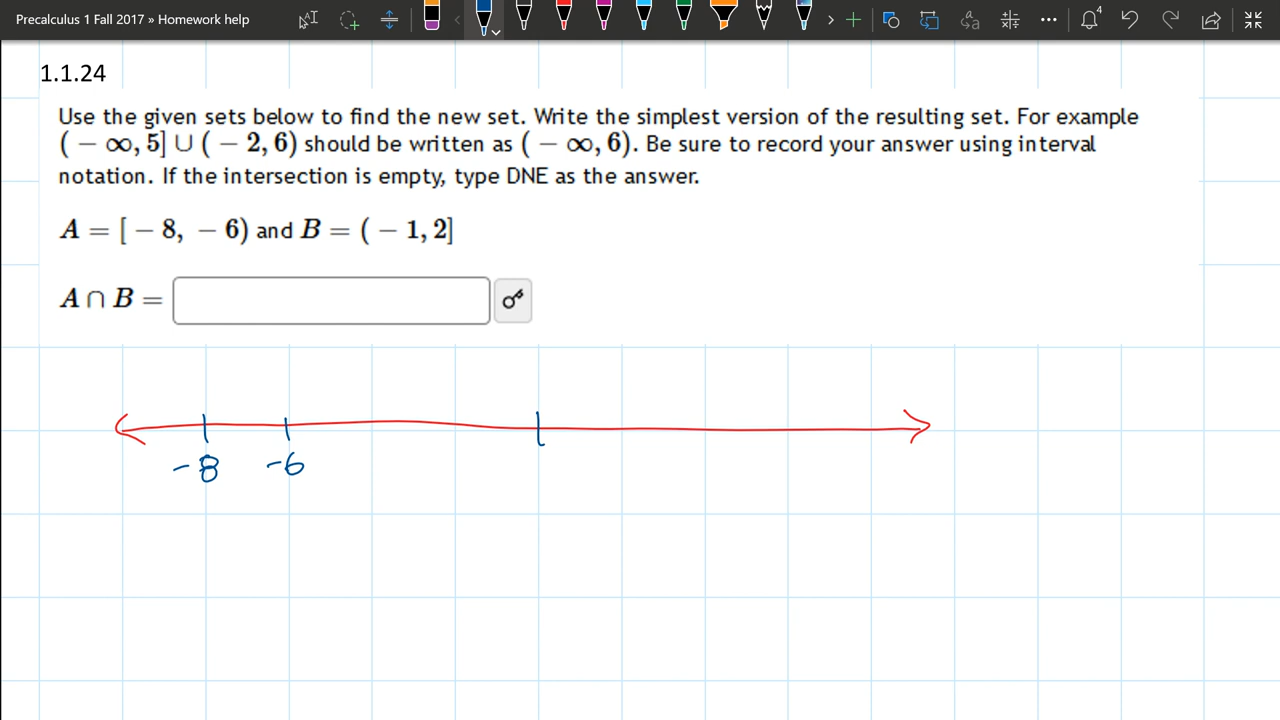 Precalculus 1 Fall 2017 » Homework help
4
1.1.24
Use the given sets below to find the new set. Write the simplest version of the resulting set. For example
( − ∞, 5] ∪ ( − 2, 6) should be written as ( − ∞, 6). Be sure to record your answer using interval
notation. If the intersection is empty, type DNE as the answer.
A = [ − 8, − 6) and B = ( − 1, 2]
A ∩ B =
-8 -6